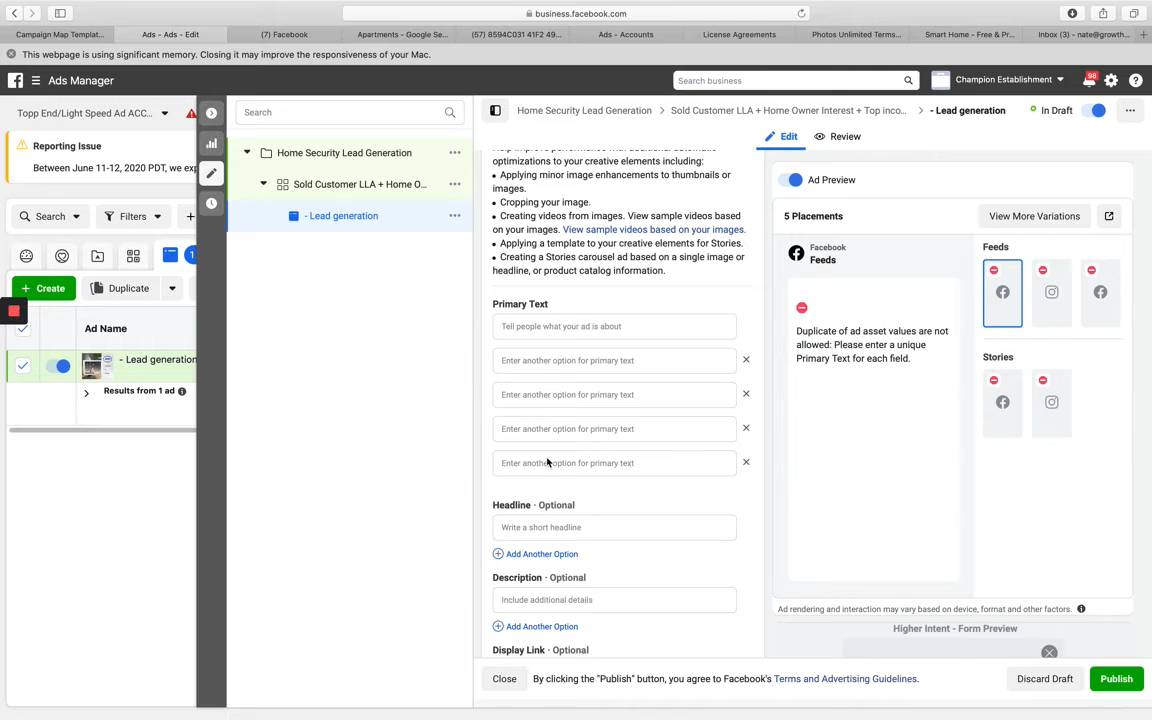 business.facebook.com
Campaign Map Templat...
Ads - Ads - Edit
(7) Facebook
Apartments - Google Se...
(57) 8594C031 41F2 49...
Ads - Accounts
License Agreements
Photos Unlimited Terms...
Smart Home - Free & Pr...
Inbox (3) - nate@growth...
This webpage is using significant memory. Closing it may improve the responsiveness of your Mac.
Ads Manager
Search business
Champion Establishment
98
Topp End/Light Speed Ad ACC...
Search
Home Security Lead Generation
Sold Customer LLA + Home Owner Interest + Top inco...
- Lead generation
In Draft
Edit
Review
Reporting Issue
Between June 11-12, 2020 PDT, we exp
Search
Filters
1
Create
Duplicate
Ad Name
- Lead generation
Results from 1 ad
Home Security Lead Generation
Sold Customer LLA + Home O...
- Lead generation
optimizations to your creative elements including:
• Applying minor image enhancements to thumbnails or
images.
• Cropping your image.
• Creating videos from images. View sample videos based
on your images. View sample videos based on your images.
• Applying a template to your creative elements for Stories.
• Creating a Stories carousel ad based on a single image or
headline, or product catalog information.
Primary Text
Tell people what your ad is about
Enter another option for primary text
Enter another option for primary text
Enter another option for primary text
Enter another option for primary text
Headline · Optional
Write a short headline
Add Another Option
Description · Optional
Include additional details
Add Another Option
Display Link · Optional
Ad Preview
5 Placements
View More Variations
Facebook
Feeds
Duplicate of ad asset values are not
allowed: Please enter a unique
Primary Text for each field.
Feeds
Stories
Ad rendering and interaction may vary based on device, format and other factors.
Higher Intent - Form Preview
Close
By clicking the "Publish" button, you agree to Facebook's Terms and Advertising Guidelines.
Discard Draft
Publish